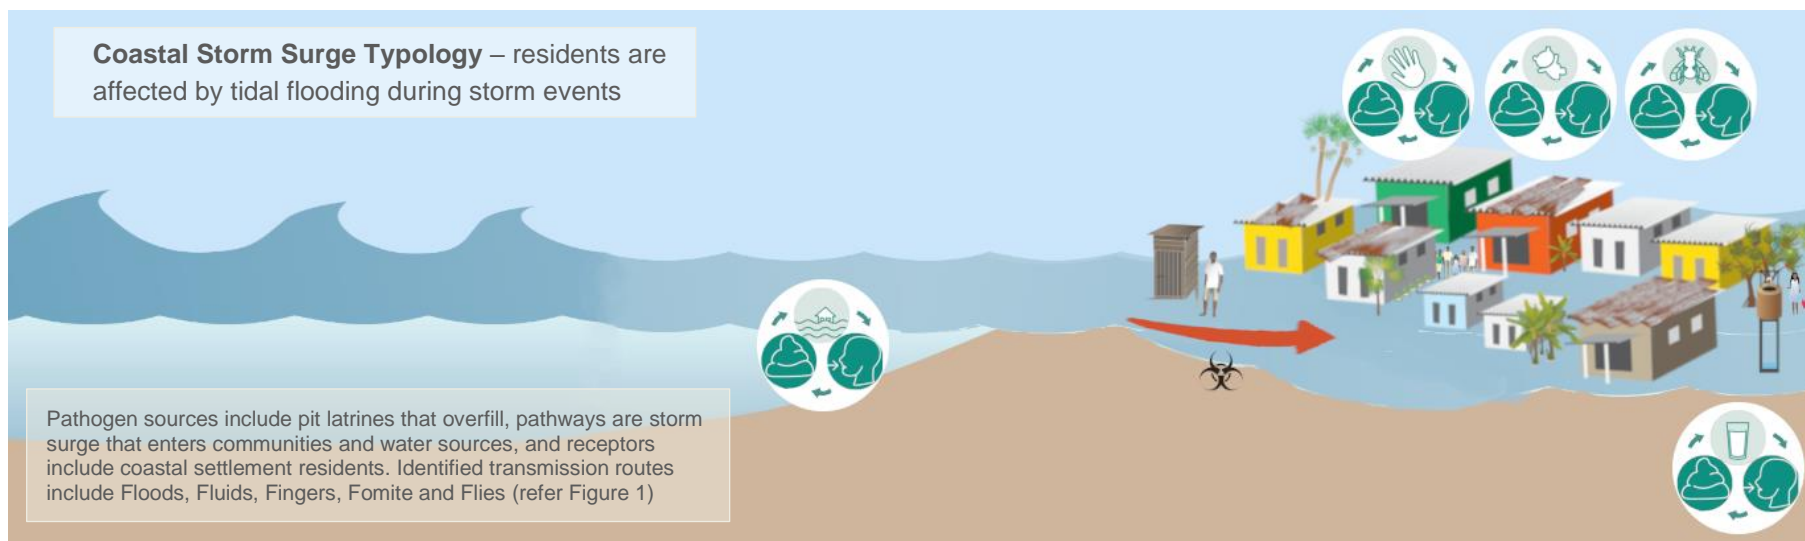 Coastal Storm Surge Typology – residents are
affected by tidal flooding during storm events
Pathogen sources include pit latrines that overfill, pathways are storm
surge that enters communities and water sources, and receptors
include coastal settlement residents. Identified transmission routes
include Floods, Fluids, Fingers, Fomite and Flies (refer Figure 1)